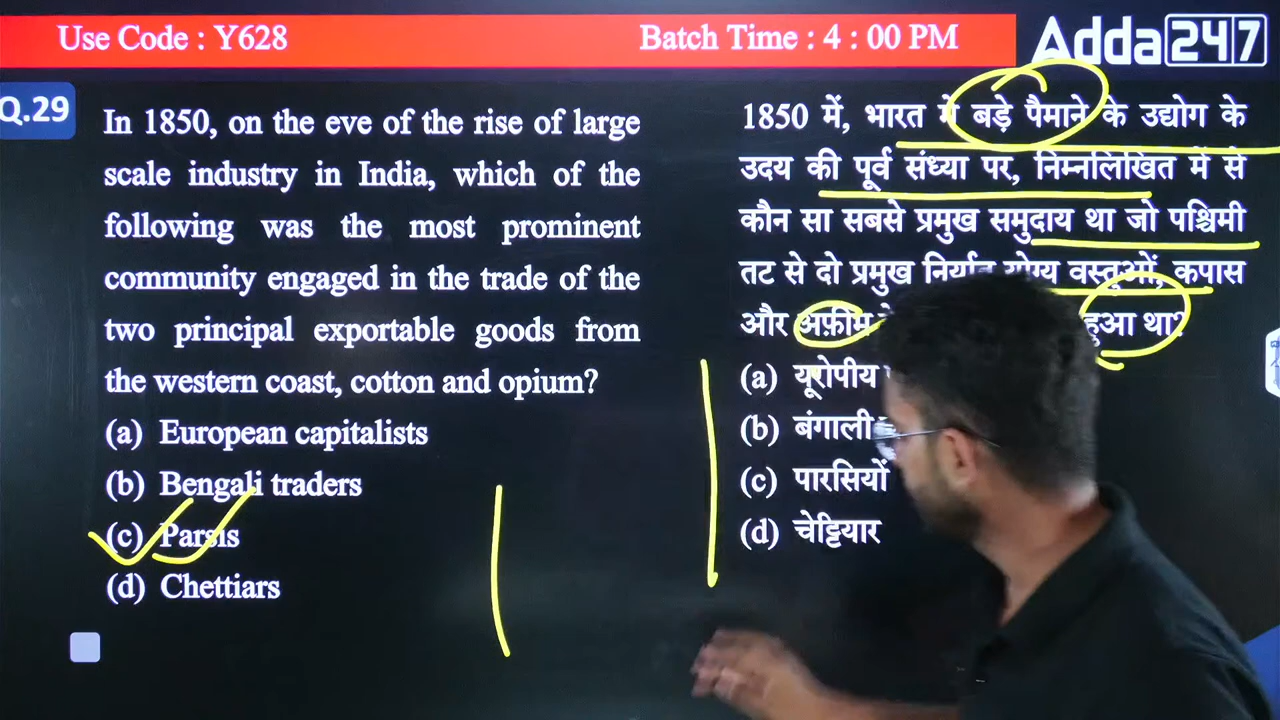 Use Code : Y628
Batch Time : 4 : 00 PM
Adda247
Q.29
In 1850, on the eve of the rise of large
scale industry in India, which of the
following was the most prominent
community engaged in the trade of the
two principal exportable goods from
the western coast, cotton and opium?
(a) European capitalists
(b) Bengali traders
(c) Parsis
(d) Chettiars
1850 में, भारत में बड़े पैमाने के उद्योग के
उदय की पूर्व संध्या पर, निम्नलिखित में से
कौन सा सबसे प्रमुख समुदाय था जो पश्चिमी
तट से दो प्रमुख निर्यात योग्य वस्तुओं, कपास
और अफ़ीम हुआ था?
(a) यूरोपीय
(b) बंगाली
(c) पारसियों
(d) चेट्टियार